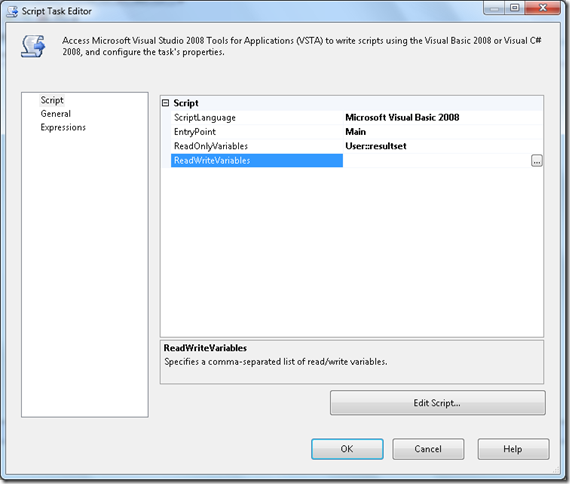 Script Task Editor
Access Microsoft Visual Studio 2008 Tools for Applications (VSTA) to write scripts using the Visual Basic 2008 or Visual C#
2008, and configure the task's properties.
Script
General
Expressions
Script
ScriptLanguage Microsoft Visual Basic 2008
EntryPoint Main
ReadOnlyVariables User::resultset
ReadWriteVariables ...
ReadWriteVariables
Specifies a comma-separated list of read/write variables.
Edit Script...
OK Cancel Help